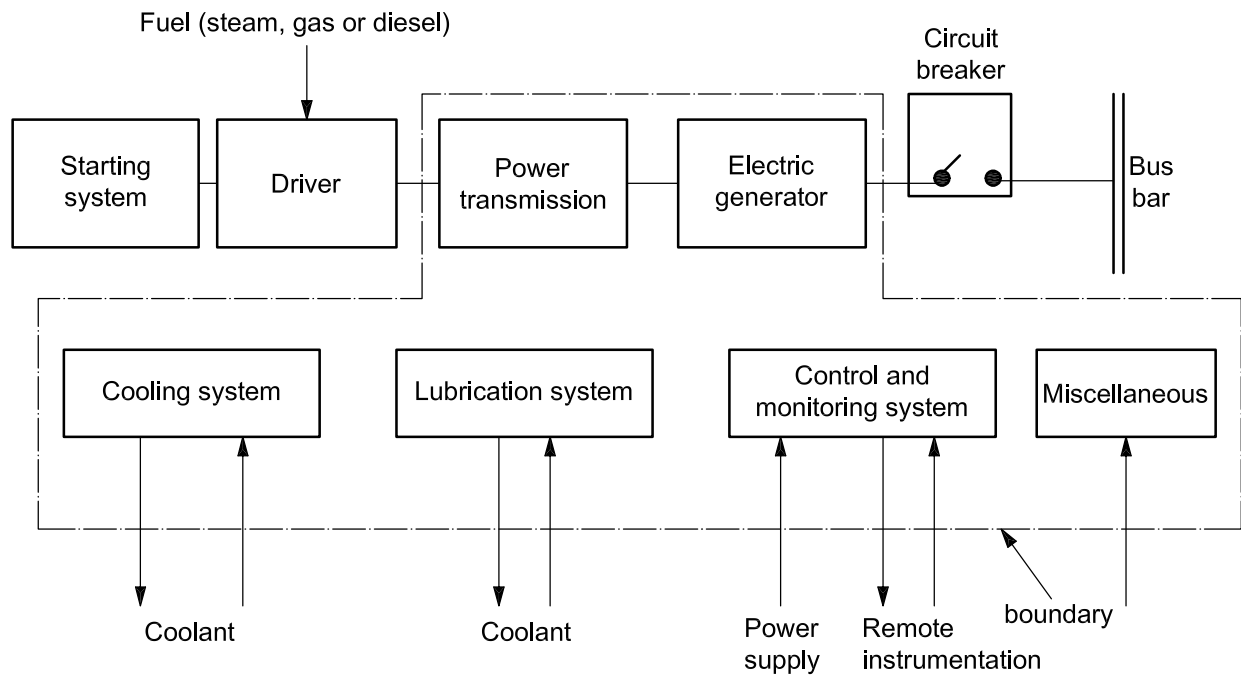 Fuel (steam, gas or diesel)
Circuit
breaker
Starting
system
Driver
Power
transmission
Electric
generator
Bus
bar
Cooling system
Lubrication system
Control and
monitoring system
Miscellaneous
Coolant
Coolant
Power
supply
Remote
instrumentation
boundary